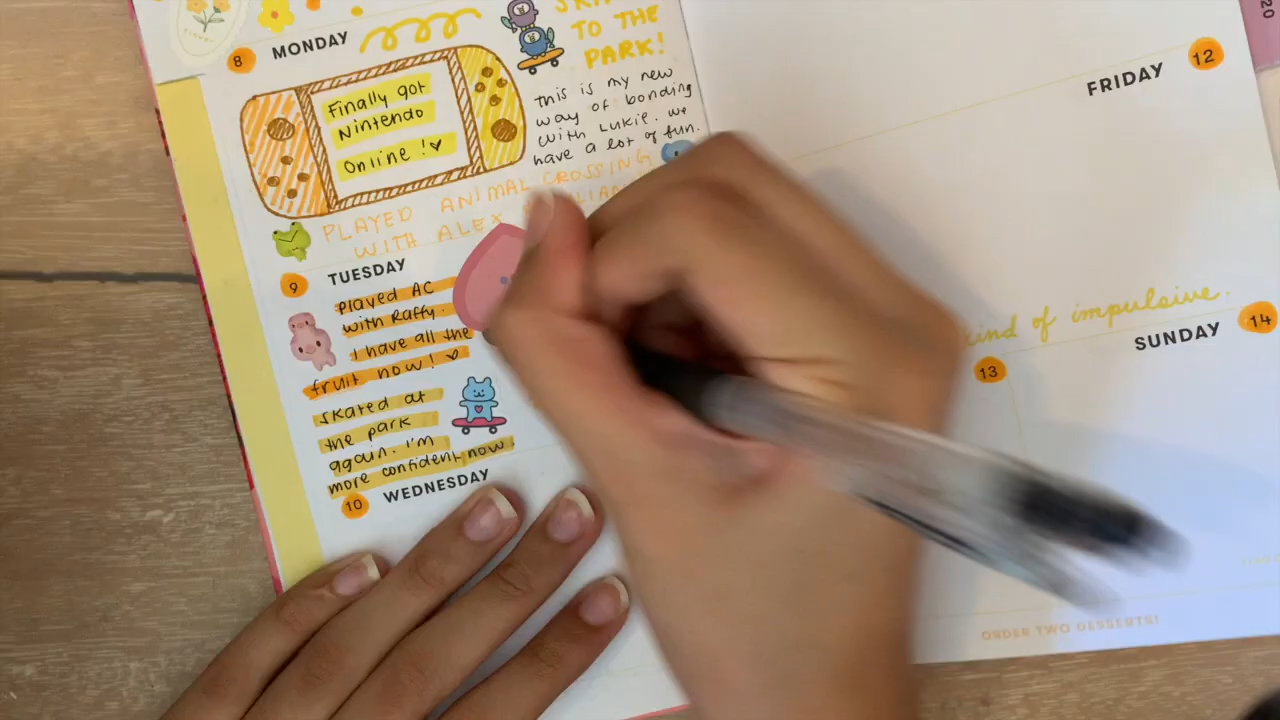 8 MONDAY
TO THE
PARK!
Finally got
Nintendo
Online !♥
this is my new
way of bonding
with Lukie. we
have a lot of fun.
PLAYED ANIMAL CROSSING
WITH ALEX
9 TUESDAY
played AC
with Raffy.
I have all the
fruit now! ♥
skated at
the park
again. I'm
more confident now.
10 WEDNESDAY
20
FRIDAY 12
kind of impulsive.
13 SUNDAY 14
ORDER TWO DESSERTS!